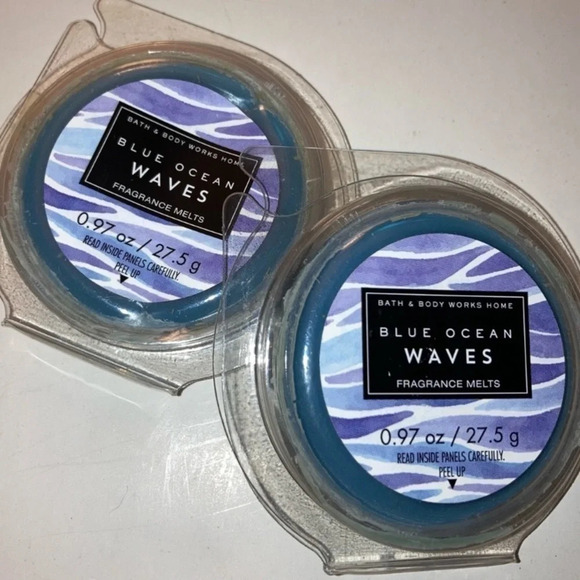 BATH & BODY WORKS HOME
BLUE OCEAN
WAVES
FRAGRANCE MELTS
0.97 oz / 27.5 g
READ INSIDE PANELS CAREFULLY.
PEEL UP
BATH & BODY WORKS HOME
BLUE OCEAN
WAVES
FRAGRANCE MELTS
0.97 oz / 27.5 g
READ INSIDE PANELS CAREFULLY.
PEEL UP